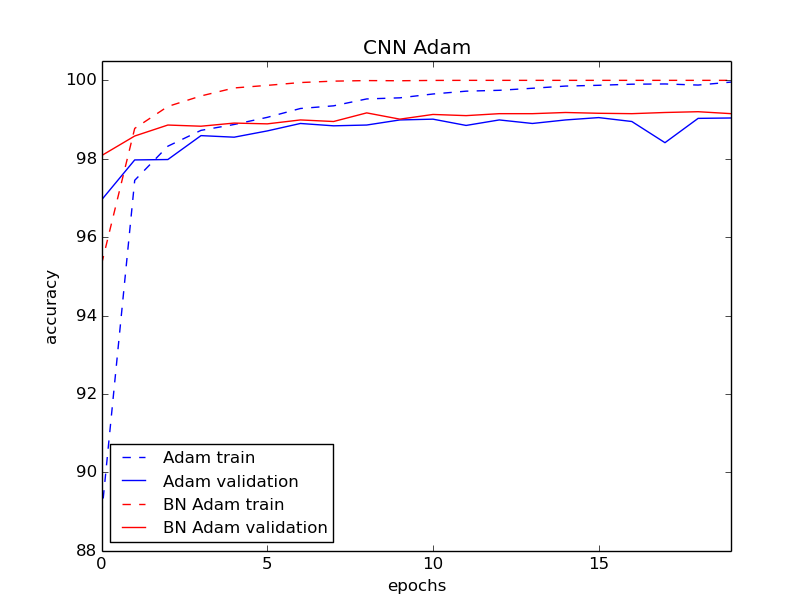 CNN Adam
accuracy
100
98
96
94
92
90
88
Adam train
Adam validation
BN Adam train
BN Adam validation
0 5 10 15
epochs